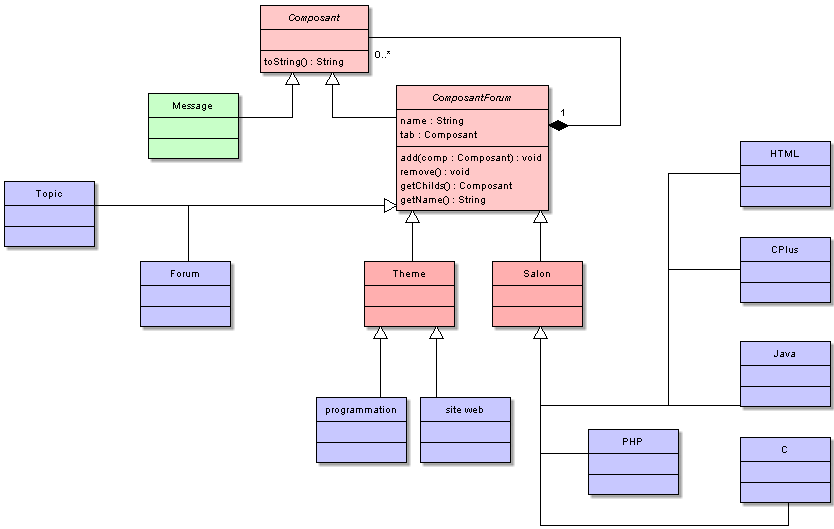 Composant
toString() : String
0..*
Message
ComposantForum
1
name : String
tab : Composant
add(comp : Composant) : void
remove() : void
getChilds() : Composant
getName() : String
HTML
Topic
CPlus
Forum
Theme
Salon
Java
programmation
site web
PHP
C